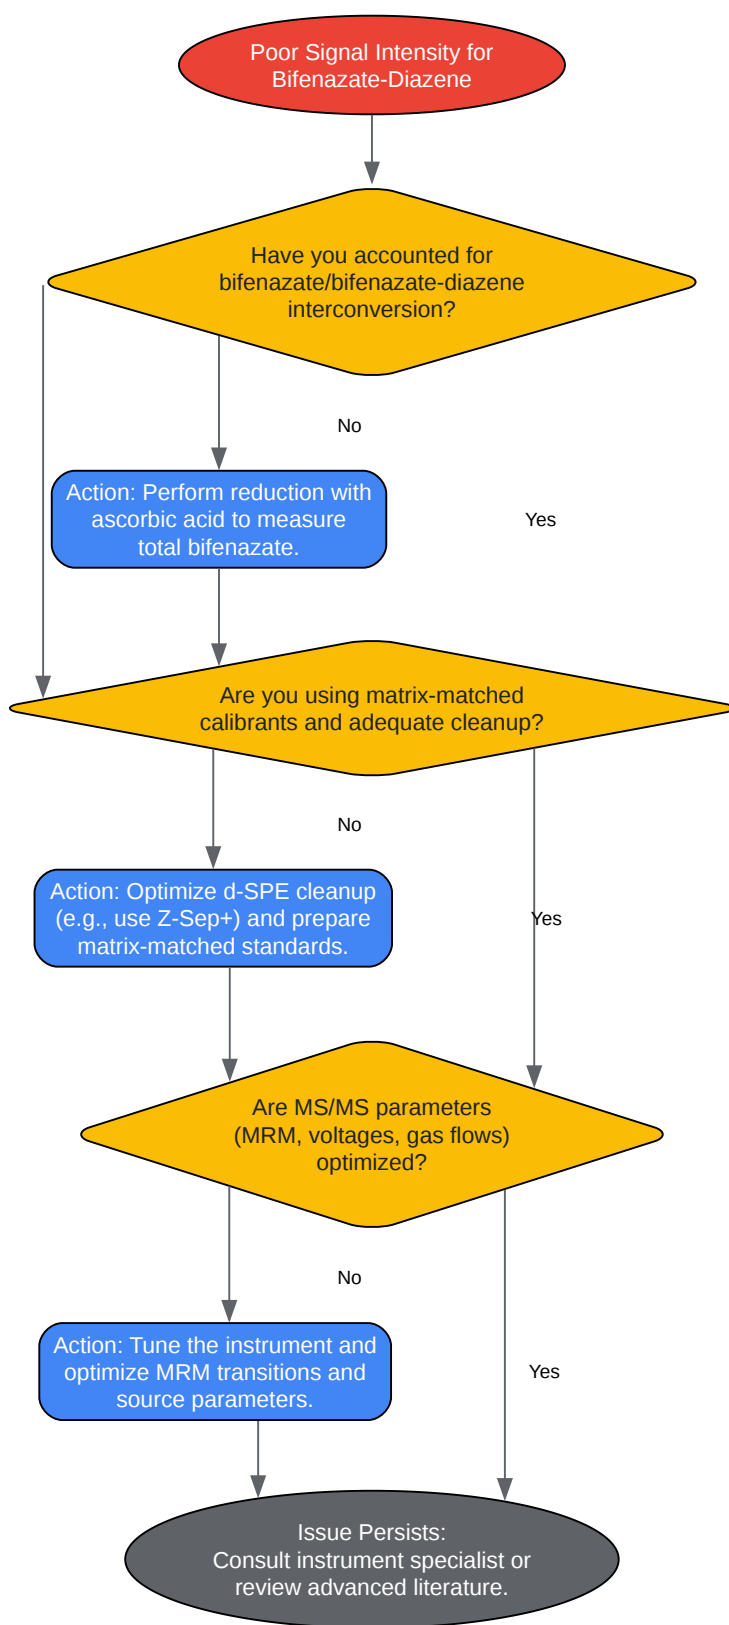 Poor Signal Intensity for
Bifenazate-Diazene
Have you accounted for
bifenazate/bifenazate-diazene
interconversion?
No
Action: Perform reduction with
ascorbic acid to measure
total bifenazate.
Yes
Are you using matrix-matched
calibrants and adequate cleanup?
No
Action: Optimize d-SPE cleanup
(e.g., use Z-Sep+) and prepare
matrix-matched standards.
Yes
Are MS/MS parameters
(MRM, voltages, gas flows)
optimized?
No
Action: Tune the instrument and
optimize MRM transitions and
source parameters.
Yes
Issue Persists:
Consult instrument specialist or
review advanced literature.